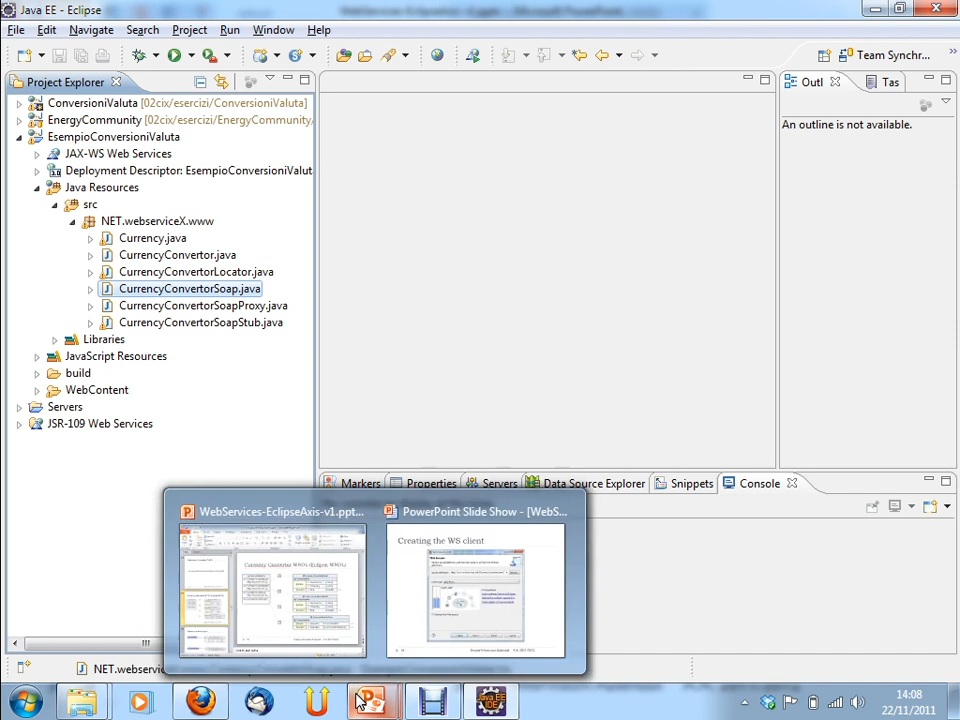 Java EE - Eclipse
File Edit Navigate Search Project Run Window Help
Team Synchr...
Project Explorer
Outl
Tas
ConversioniValuta [02cix/esercizi/ConversioniValuta]
EnergyCommunity [02cix/esercizi/EnergyCommunity/
EsempioConversioniValuta
JAX-WS Web Services
Deployment Descriptor: EsempioConversioniValut
Java Resources
src
NET.webserviceX.www
Currency.java
CurrencyConvertor.java
CurrencyConvertorLocator.java
CurrencyConvertorSoap.java
CurrencyConvertorSoapProxy.java
CurrencyConvertorSoapStub.java
Libraries
JavaScript Resources
build
WebContent
Servers
JSR-109 Web Services
An outline is not available.
Markers Properties Servers Data Source Explorer Snippets Console
WebServices-EclipseAxis-v1.ppt...
PowerPoint Slide Show - [WebS...
Creating the WS client
NET.webservic
Java EE
IDE
14:08
22/11/2011